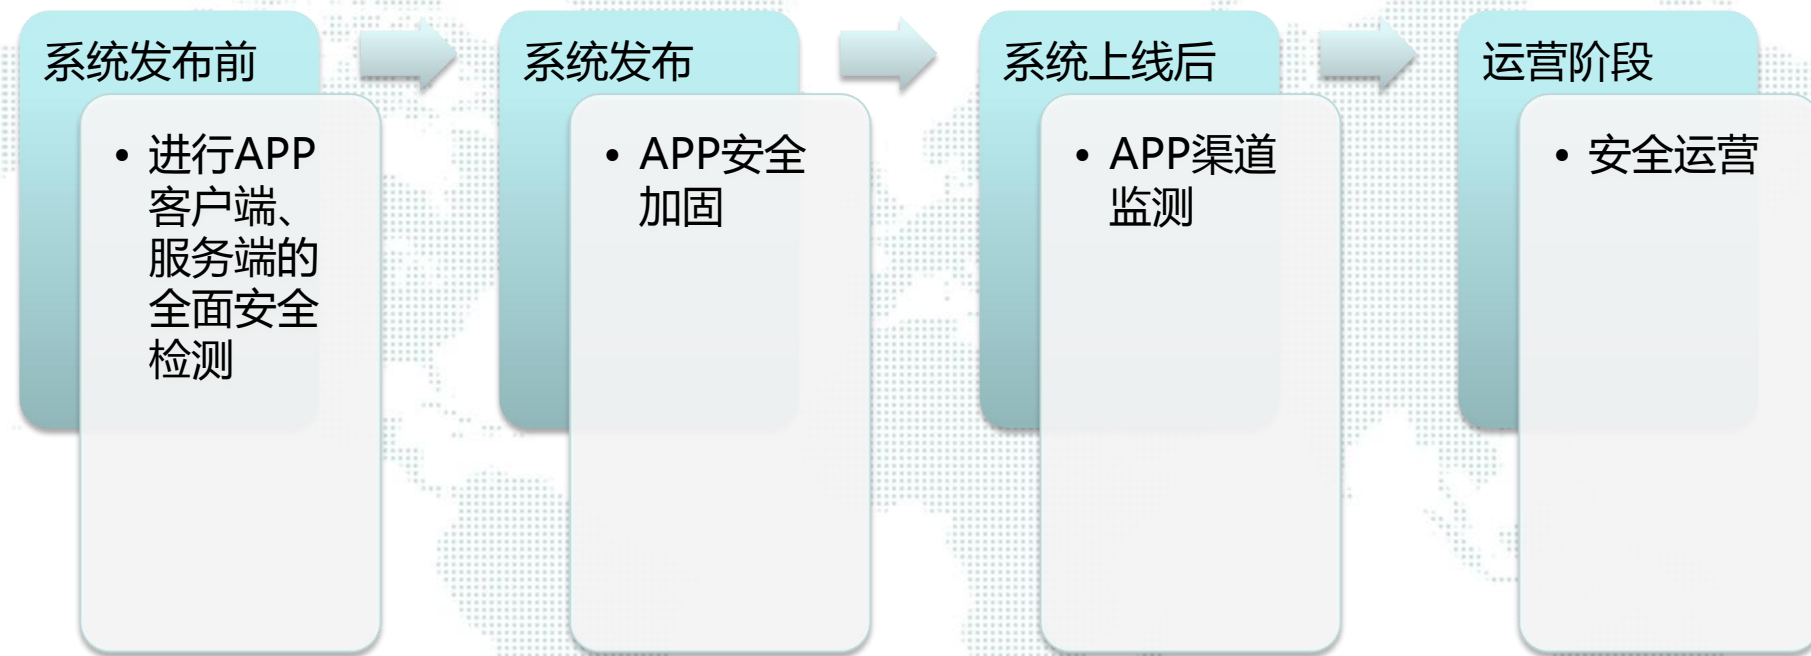 系统发布前
• 进行APP
客户端、
服务端的
全面安全
检测
系统发布
• APP安全
加固
系统上线后
• APP渠道
监测
运营阶段
• 安全运营